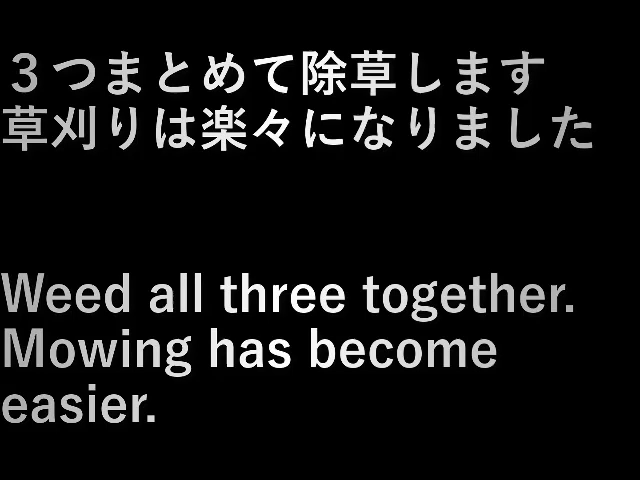 ３つまとめて除草します
草刈りは楽々になりました
Weed all three together.
Mowing has become
easier.